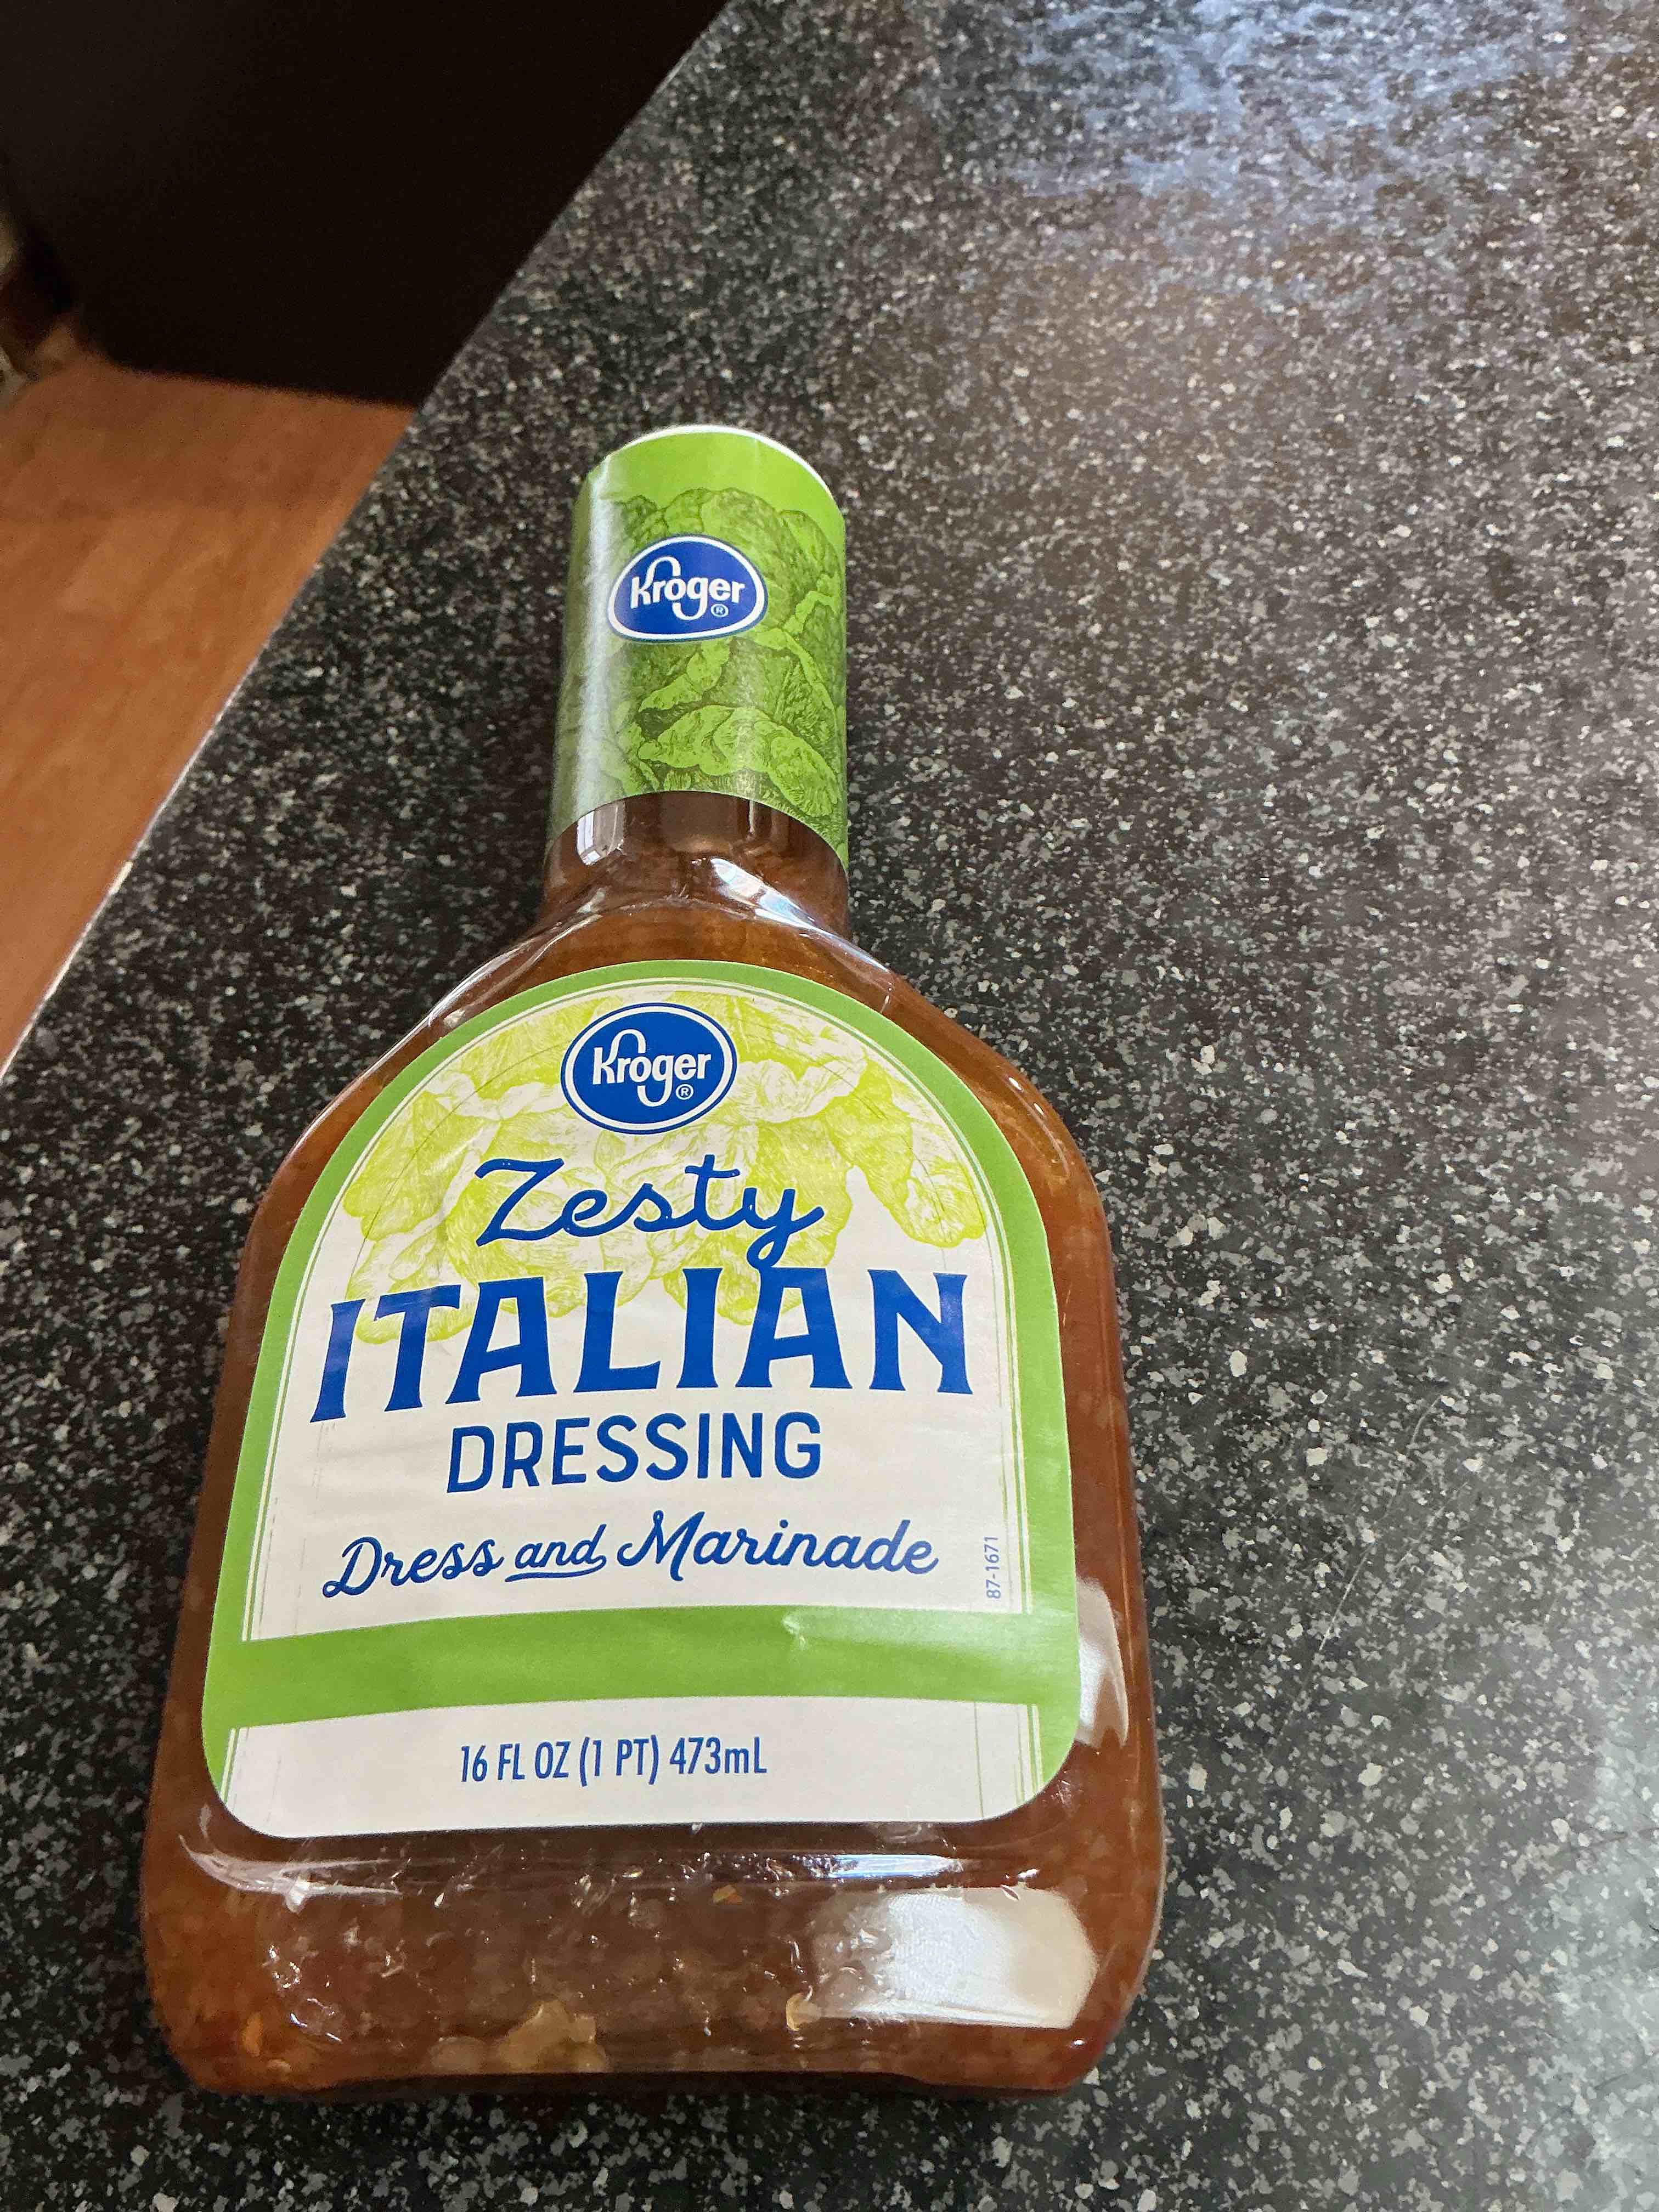 Kroger®
Kroger®
Zesty
ITALIAN
DRESSING
Dress and Marinade
87-1671
16 FL OZ (1 PT) 473mL